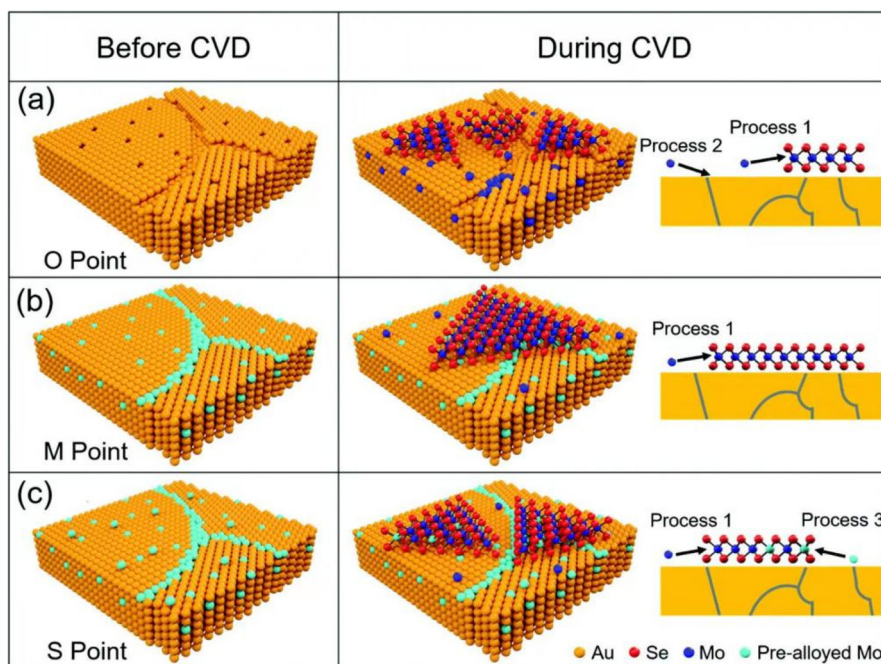 Before CVD
During CVD
(a)
O Point
Process 2
Process 1
(b)
M Point
Process 1
(c)
S Point
Process 1
Process 3
Au
Se
Mo
Pre-alloyed Mo